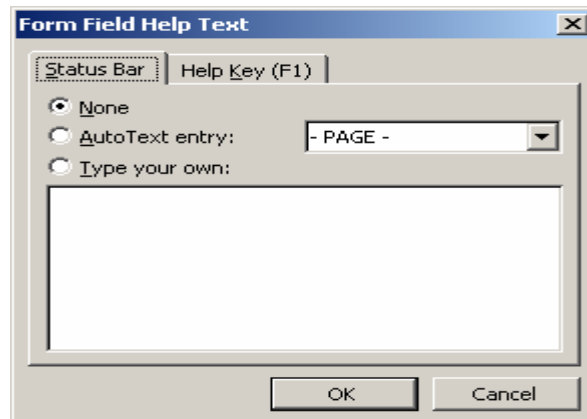 Form Field Help Text
Status Bar Help Key (F1)
None
AutoText entry: - PAGE -
Type your own:
OK Cancel